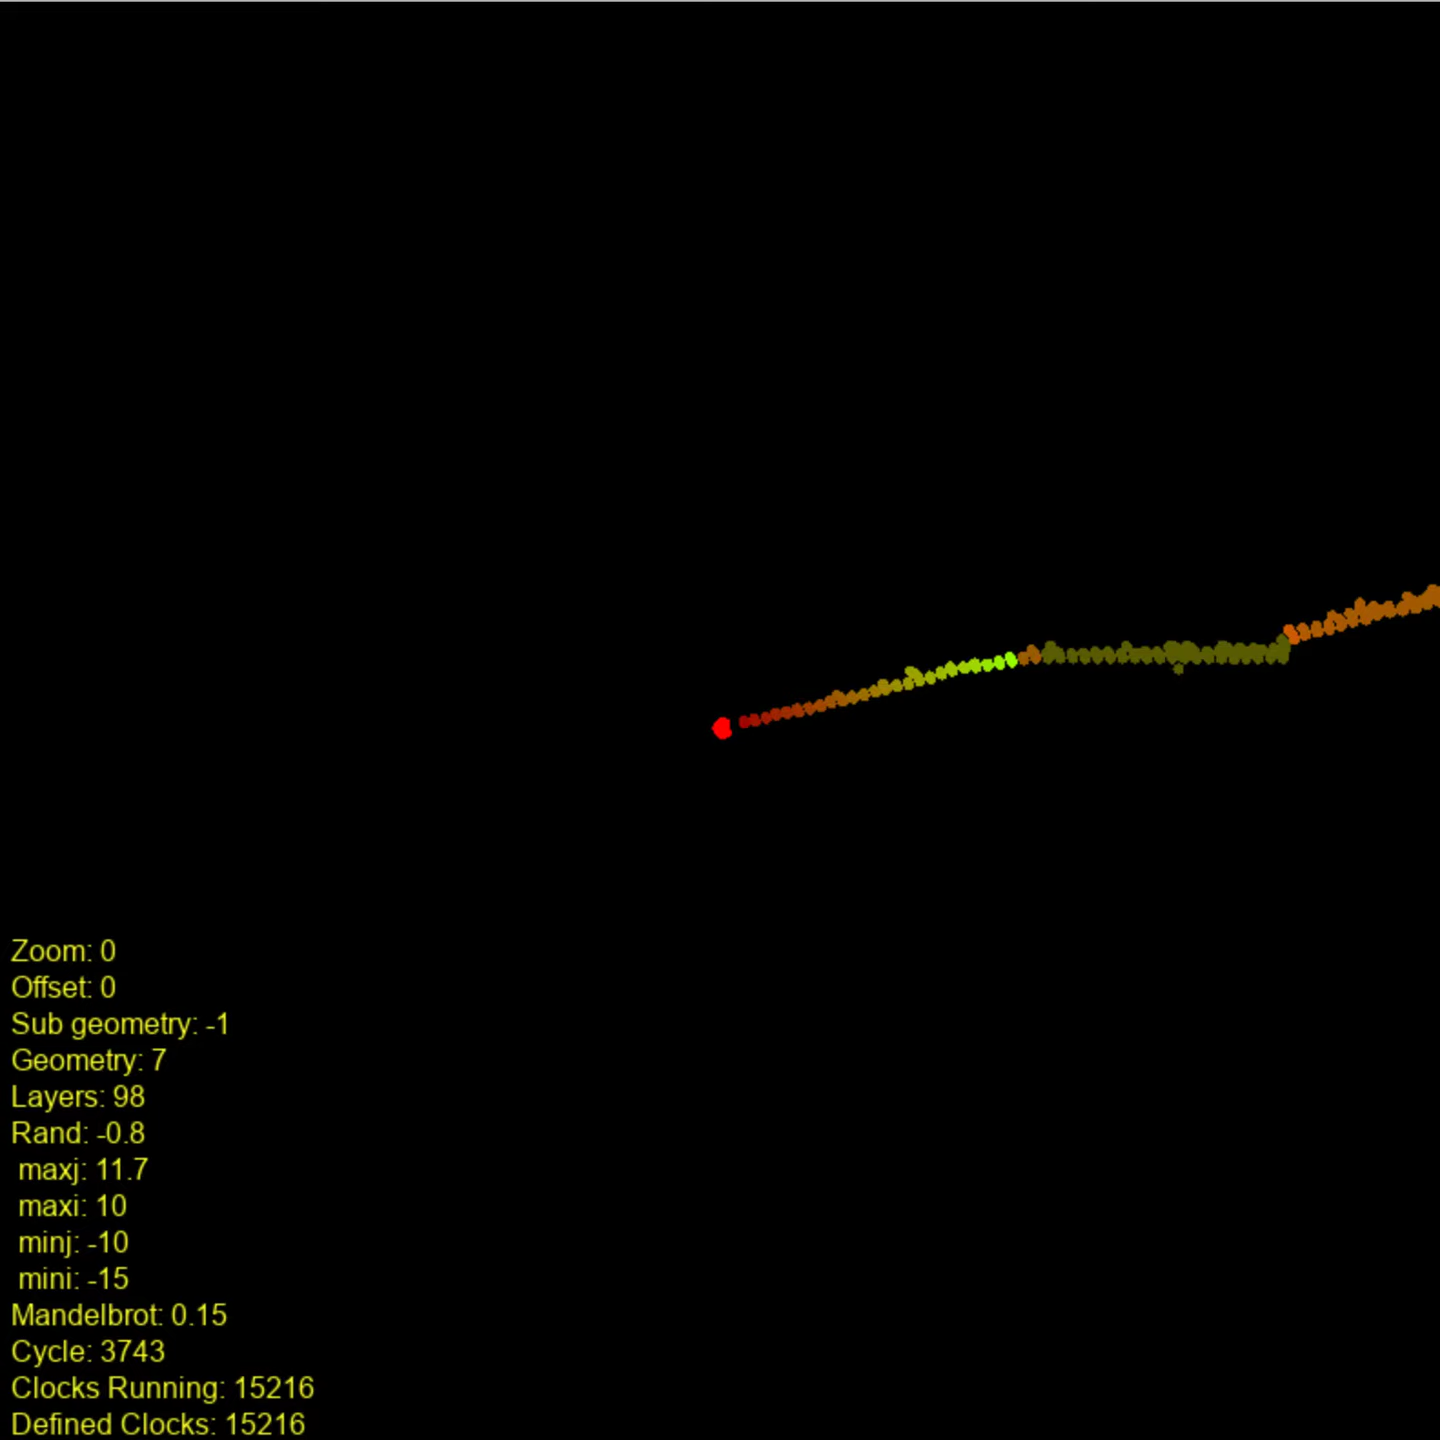 Zoom: 0
Offset: 0
Sub geometry: -1
Geometry: 7
Layers: 98
Rand: -0.8
maxj: 11.7
maxi: 10
minj: -10
mini: -15
Mandelbrot: 0.15
Cycle: 3743
Clocks Running: 15216
Defined Clocks: 15216